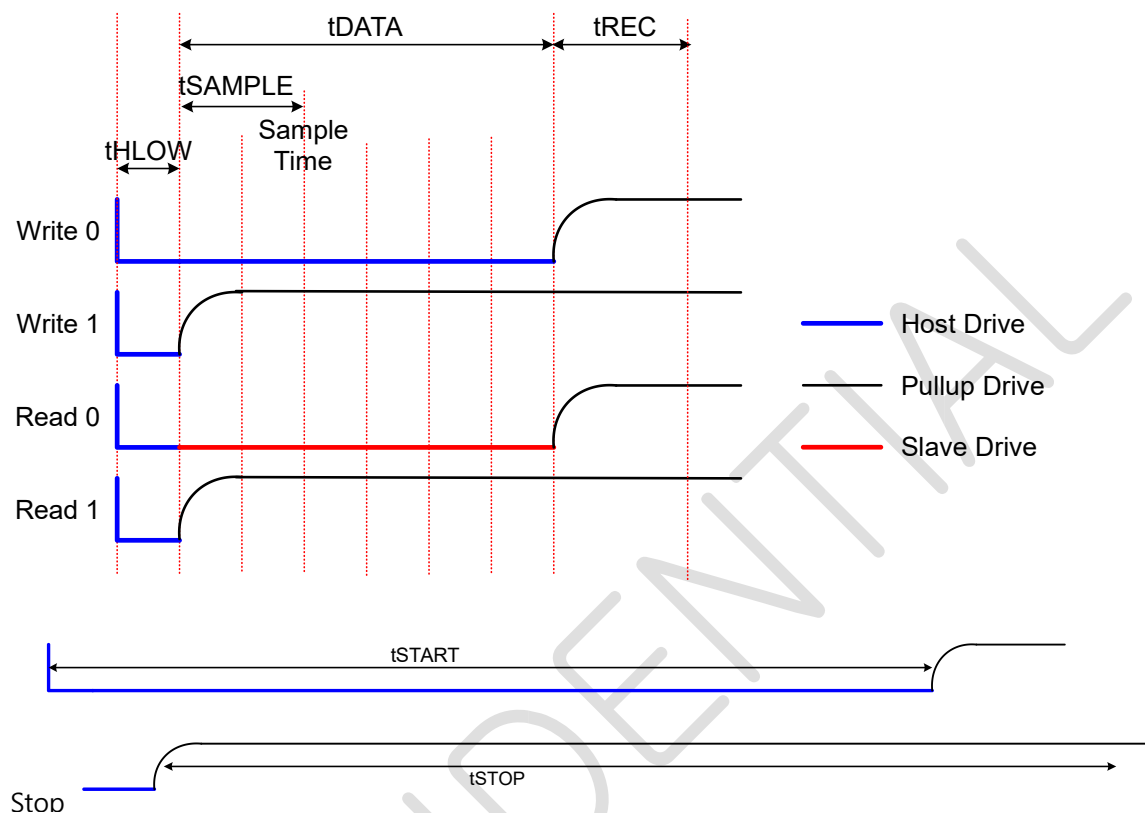 tDATA
tREC
tSAMPLE
Sample
Time
tHLOW
Write 0
Write 1
Host Drive
Pullup Drive
Read 0
Slave Drive
Read 1
tSTART
tSTOP
Stop
DENTIAL